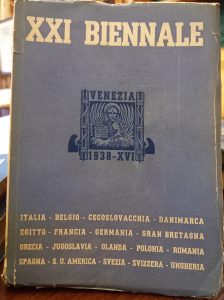 XXI BIENNALE
VENEZIA
1938-XVI
ITALIA - BELGIO - CECOSLOVACCHIA - DANIMARCA
EGITTO - FRANCIA - GERMANIA - GRAN BRETAGNA
GRECIA - JUGOSLAVIA - OLANDA - POLONIA - ROMANIA
SPAGNA - S. U. AMERICA - SVEZIA - SVIZZERA - UNGHERIA